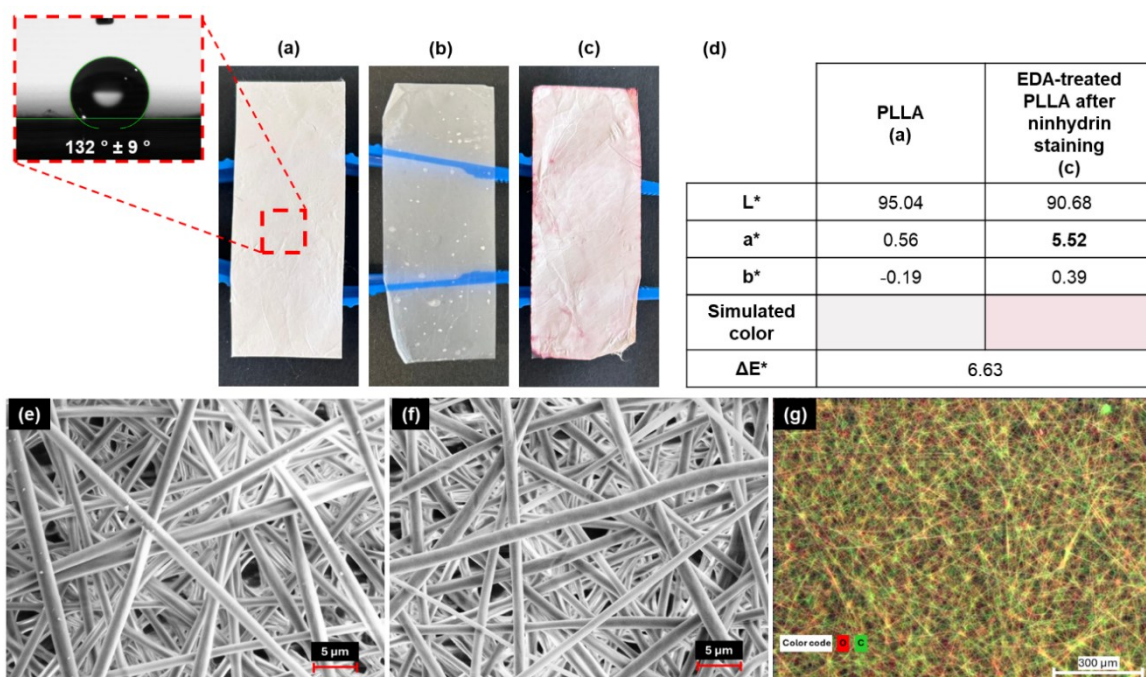 (a)
(b)
(c)
(d)
132 ° ± 9 °
PLLA
(a)
EDA-treated
PLLA after
ninhydrin
staining
(c)
L*
95.04
90.68
a*
0.56
5.52
b*
-0.19
0.39
Simulated
color
ΔE*
6.63
(e)
5 µm
(f)
5 µm
(g)
Color code
O
C
300 µm